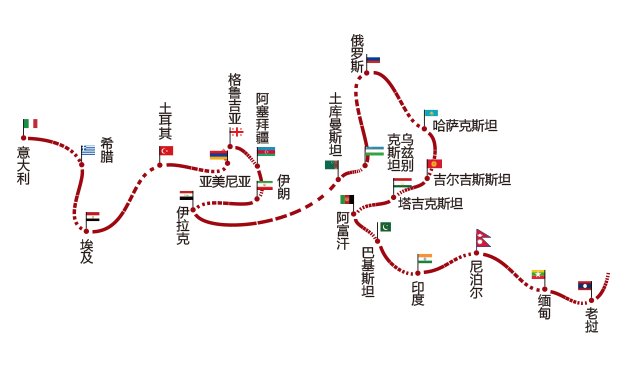 意大利
希腊
埃及
土耳其
格鲁吉亚
阿塞拜疆
亚美尼亚
伊拉克
伊朗
土库曼斯坦
俄罗斯
乌兹别克斯坦
哈萨克斯坦
吉尔吉斯斯坦
塔吉克斯坦
阿富汗
巴基斯坦
印度
尼泊尔
缅甸
老挝